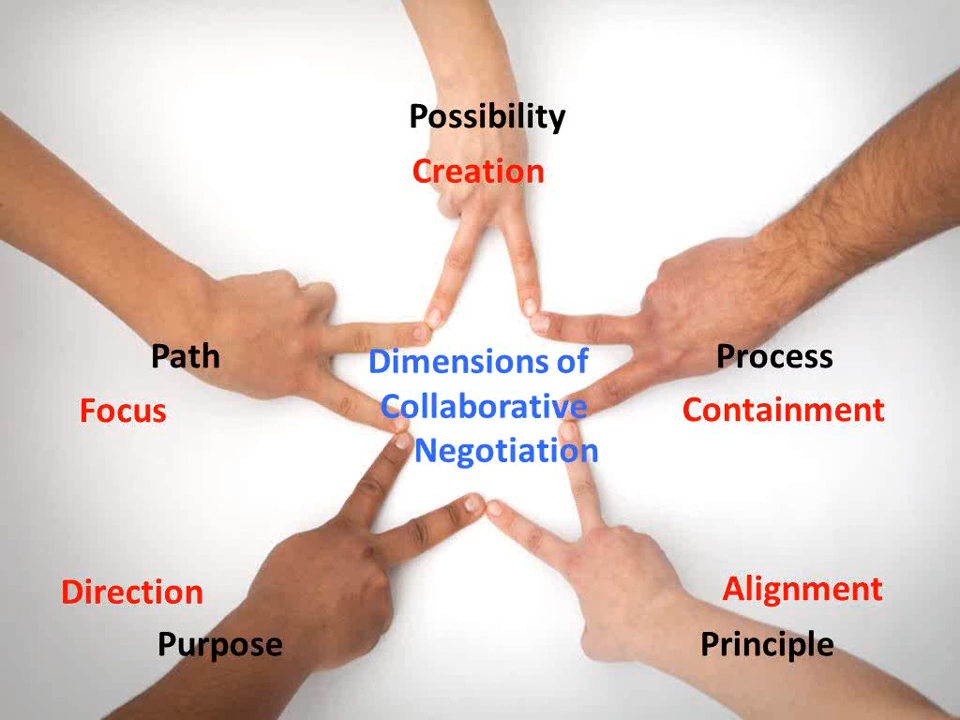 Possibility
Creation
Path
Focus
Dimensions of
Collaborative
Negotiation
Process
Containment
Direction
Purpose
Alignment
Principle